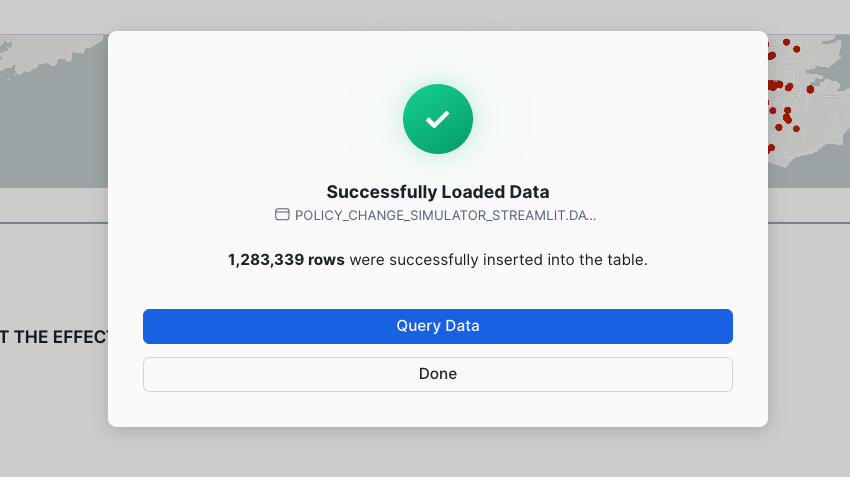 Successfully Loaded Data
POLICY_CHANGE_SIMULATOR_STREAMLIT.DA...
1,283,339 rows were successfully inserted into the table.
Query Data
T THE EFFECT
Done